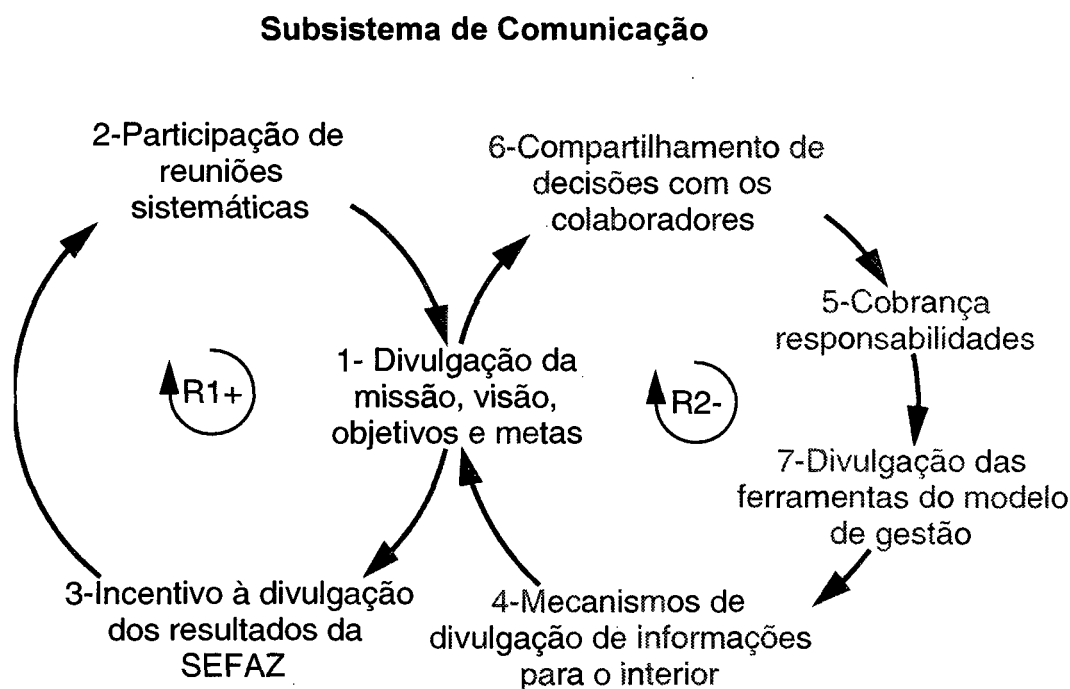 Subsistema de Comunicação
2-Participação de
reuniões
sistemáticas
6-Compartilhamento de
decisões com os
colaboradores
5-Cobrança
responsabilidades
R1+
1- Divulgação da
missão, visão,
objetivos e metas
R2-
7-Divulgação das
ferramentas do modelo
de gestão
3-Incentivo à divulgação
dos resultados da
SEFAZ
4-Mecanismos de
divulgação de informações
para o interior